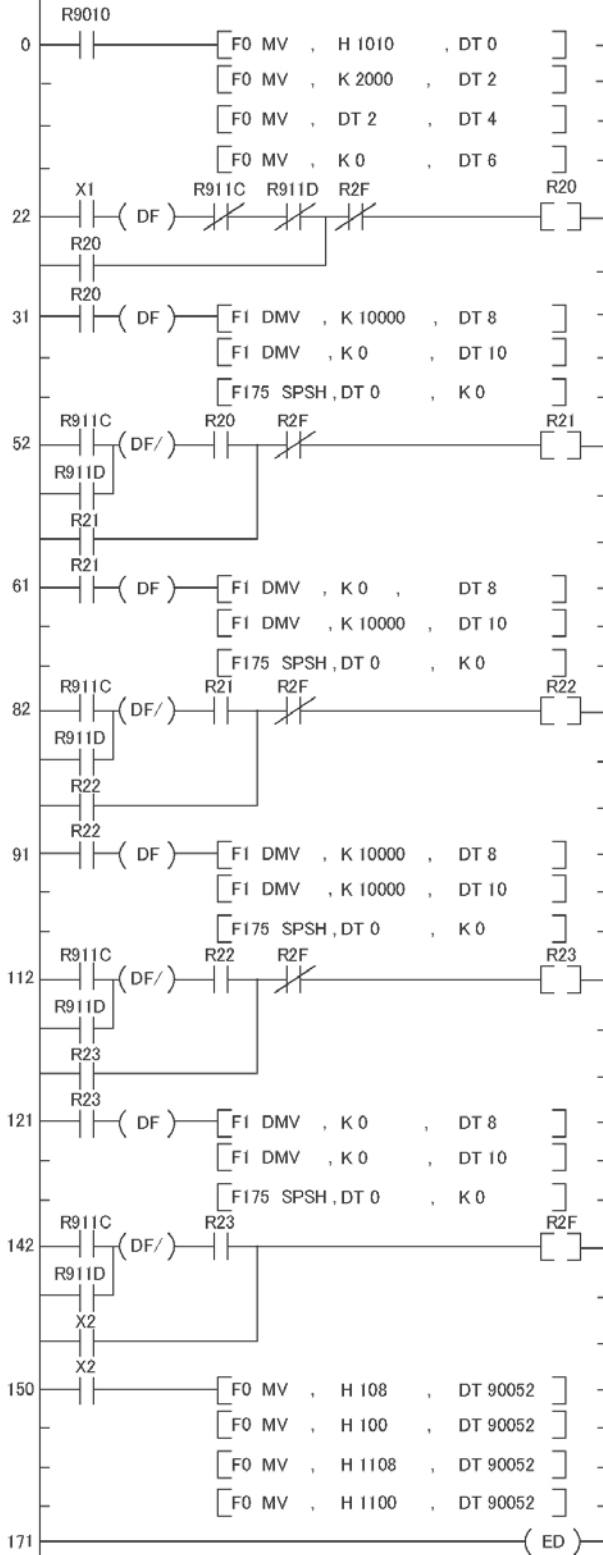 R9010
0 F0 MV , H 1010 , DT 0
F0 MV , K 2000 , DT 2
F0 MV , DT 2 , DT 4
F0 MV , K 0 , DT 6
X1 R911C R911D R2F R20
22 ( DF )
R20
R20
31 ( DF ) F1 DMV , K 10000 , DT 8
F1 DMV , K 0 , DT 10
F175 SPSH , DT 0 , K 0
R911C R20 R2F R21
52 ( DF/ )
R911D
R21
R21
61 ( DF ) F1 DMV , K 0 , DT 8
F1 DMV , K 10000 , DT 10
F175 SPSH , DT 0 , K 0
R911C R21 R2F R22
82 ( DF/ )
R911D
R22
R22
91 ( DF ) F1 DMV , K 10000 , DT 8
F1 DMV , K 10000 , DT 10
F175 SPSH , DT 0 , K 0
R911C R22 R2F R23
112 ( DF/ )
R911D
R23
R23
121 ( DF ) F1 DMV , K 0 , DT 8
F1 DMV , K 0 , DT 10
F175 SPSH , DT 0 , K 0
R911C R23 R2F
142 ( DF/ )
R911D
X2
X2
150 F0 MV , H 108 , DT 90052
F0 MV , H 100 , DT 90052
F0 MV , H 1108 , DT 90052
F0 MV , H 1100 , DT 90052
171 ( ED )